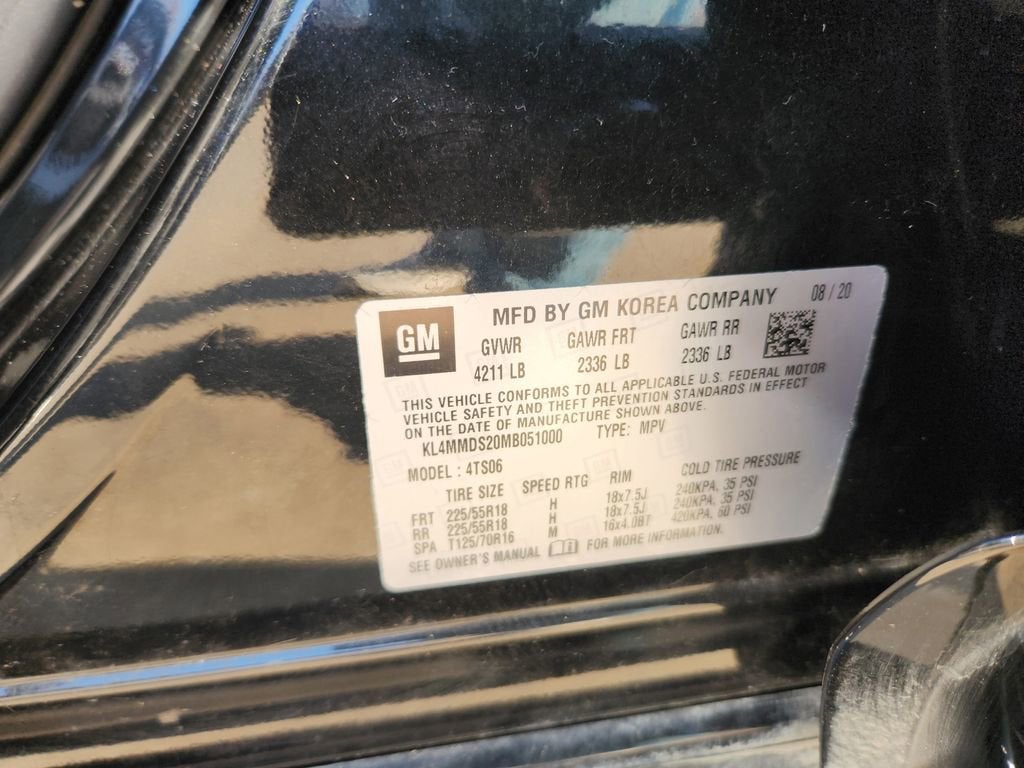 GM
MFD BY GM KOREA COMPANY 08 / 20
GVWR GAWR FRT GAWR RR
4211 LB 2336 LB 2336 LB
THIS VEHICLE CONFORMS TO ALL APPLICABLE U.S. FEDERAL MOTOR
VEHICLE SAFETY AND THEFT PREVENTION STANDARDS IN EFFECT
ON THE DATE OF MANUFACTURE SHOWN ABOVE.
KL4MMDS20MB051000 TYPE: MPV
MODEL : 4TS06
TIRE SIZE SPEED RTG RIM COLD TIRE PRESSURE
FRT 225/55R18 H 18x7.5J 240KPA, 35 PSI
RR 225/55R18 H 18x7.5J 240KPA, 35 PSI
SPA T125/70R16 M 16x4.0BT 420KPA, 60 PSI
SEE OWNER'S MANUAL FOR MORE INFORMATION.